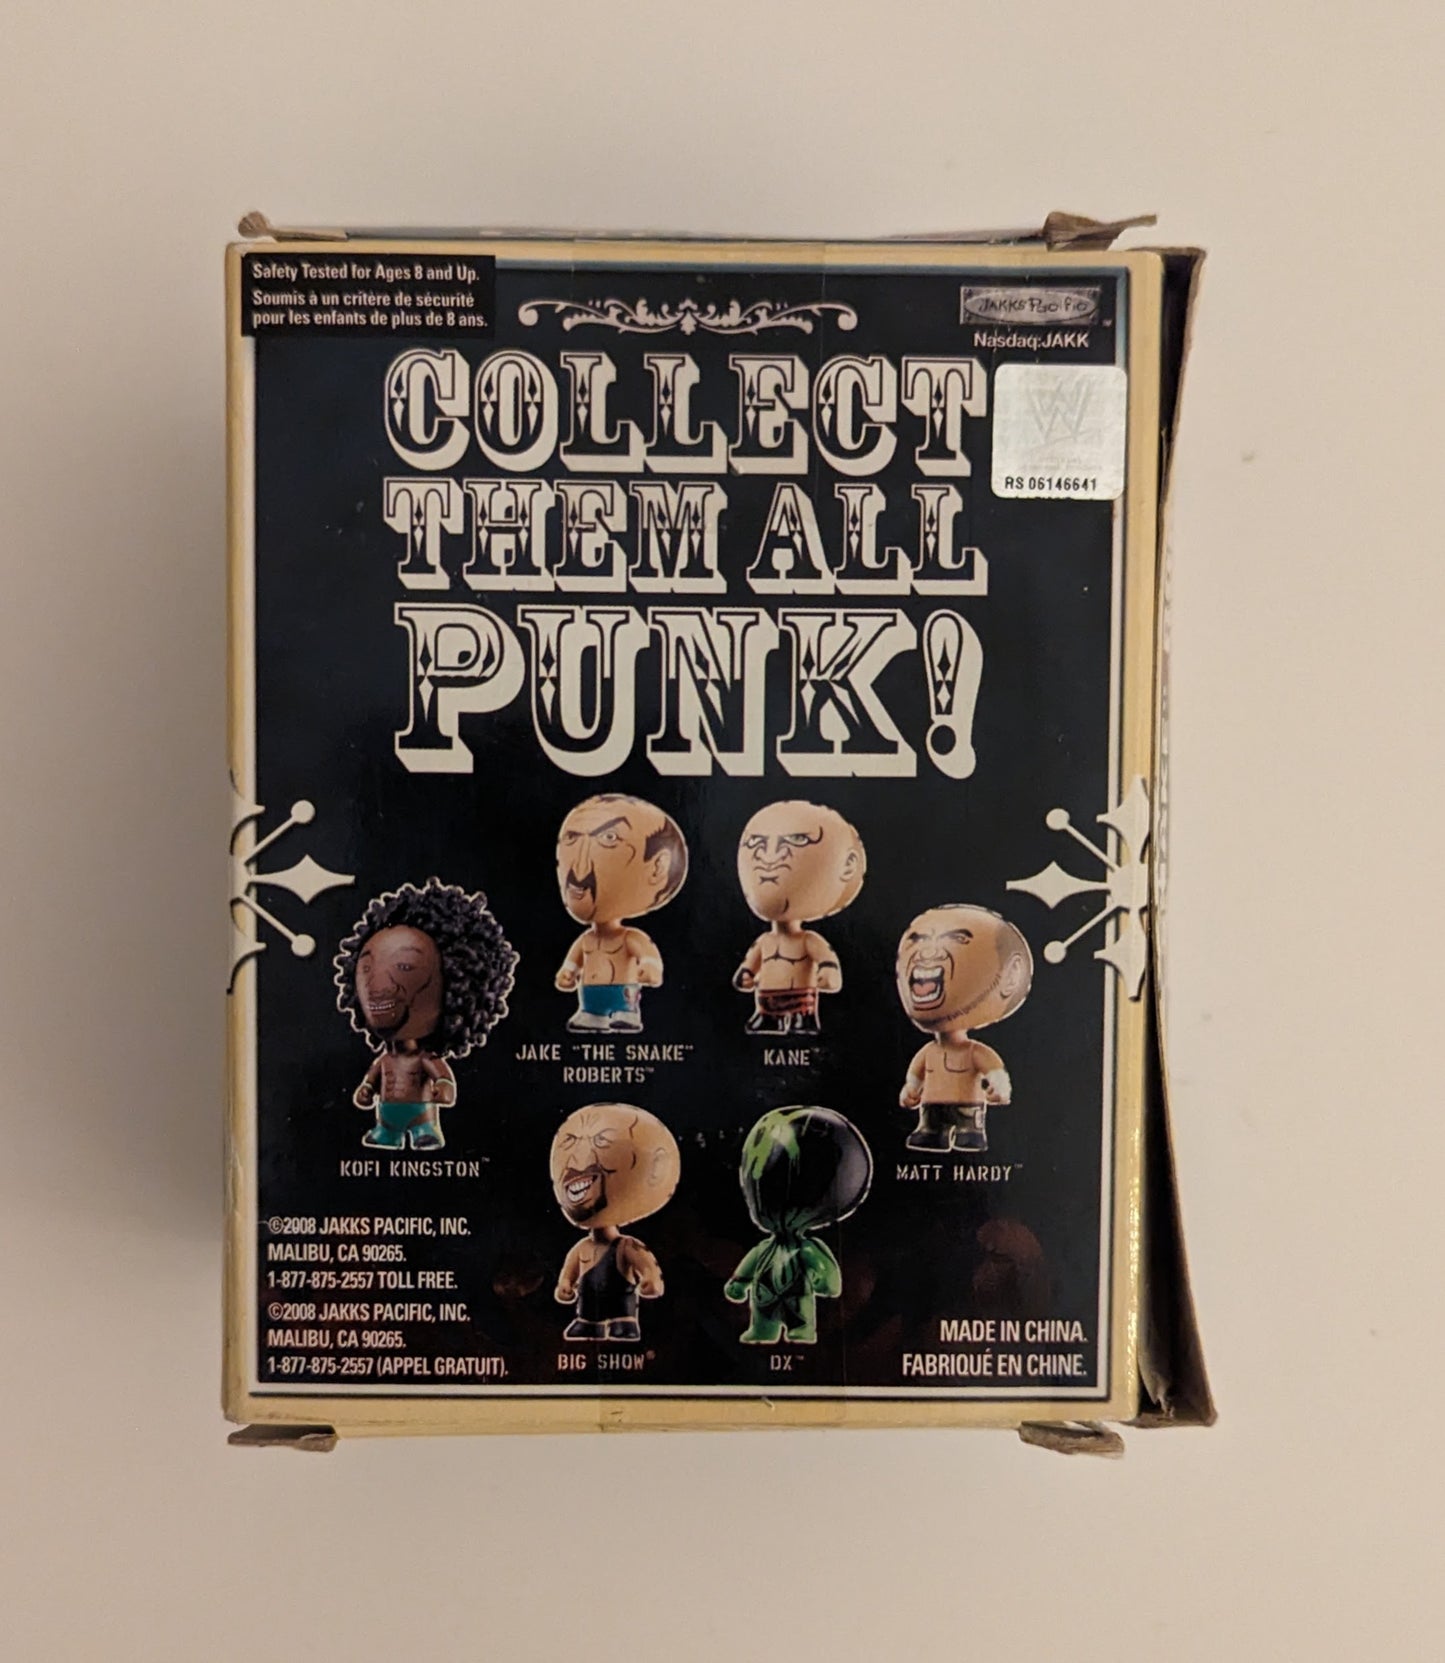 Safety Tested for Ages 8 and Up.
Soumis à un critère de sécurité
pour les enfants de plus de 8 ans.
JAKKS Pacific
Nasdaq:JAKK
COLLECT
THEM ALL
PUNK!
W
RS 06146641
JAKE "THE SNAKE"
ROBERTS™
KANE™
KOFI KINGSTON™
MATT HARDY™
BIG SHOW®
DX™
©2008 JAKKS PACIFIC, INC.
MALIBU, CA 90265.
1-877-875-2557 TOLL FREE.
©2008 JAKKS PACIFIC, INC.
MALIBU, CA 90265.
1-877-875-2557 (APPEL GRATUIT).
MADE IN CHINA.
FABRIQUÉ EN CHINE.